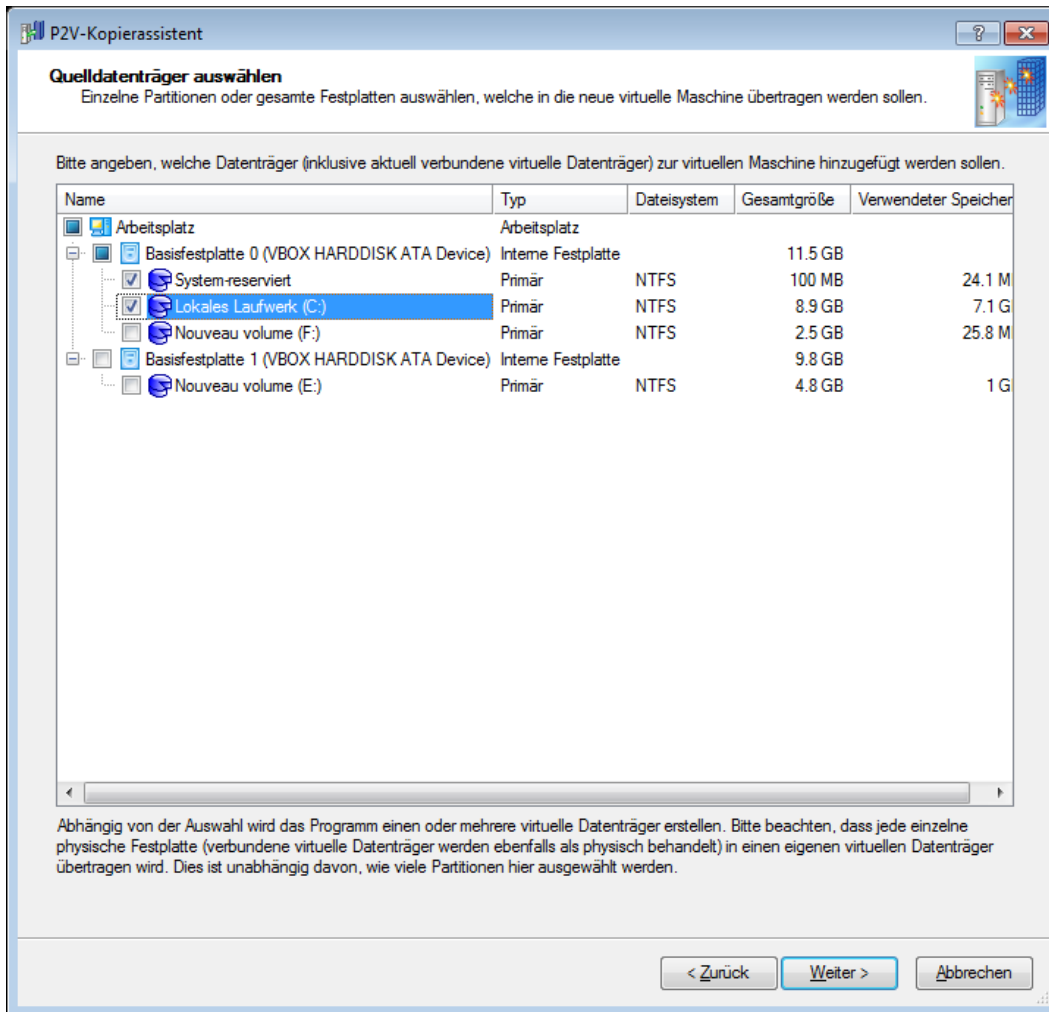 P2V-Kopierassistent
Quelldatenträger auswählen
Einzelne Partitionen oder gesamte Festplatten auswählen, welche in die neue virtuelle Maschine übertragen werden sollen.
Bitte angeben, welche Datenträger (inklusive aktuell verbundene virtuelle Datenträger) zur virtuellen Maschine hinzugefügt werden sollen.
Name Typ Dateisystem Gesamtgröße Verwendeter Speicher
Arbeitsplatz Arbeitsplatz
Basisfestplatte 0 (VBOX HARDDISK ATA Device) Interne Festplatte 11.5 GB
System-reserviert Primär NTFS 100 MB 24.1 M
Lokales Laufwerk (C:) Primär NTFS 8.9 GB 7.1 G
Nouveau volume (F:) Primär NTFS 2.5 GB 25.8 M
Basisfestplatte 1 (VBOX HARDDISK ATA Device) Interne Festplatte 9.8 GB
Nouveau volume (E:) Primär NTFS 4.8 GB 1 G
Abhängig von der Auswahl wird das Programm einen oder mehrere virtuelle Datenträger erstellen. Bitte beachten, dass jede einzelne
physische Festplatte (verbundene virtuelle Datenträger werden ebenfalls als physisch behandelt) in einen eigenen virtuellen Datenträger
übertragen wird. Dies ist unabhängig davon, wie viele Partitionen hier ausgewählt werden.
< Zurück Weiter > Abbrechen